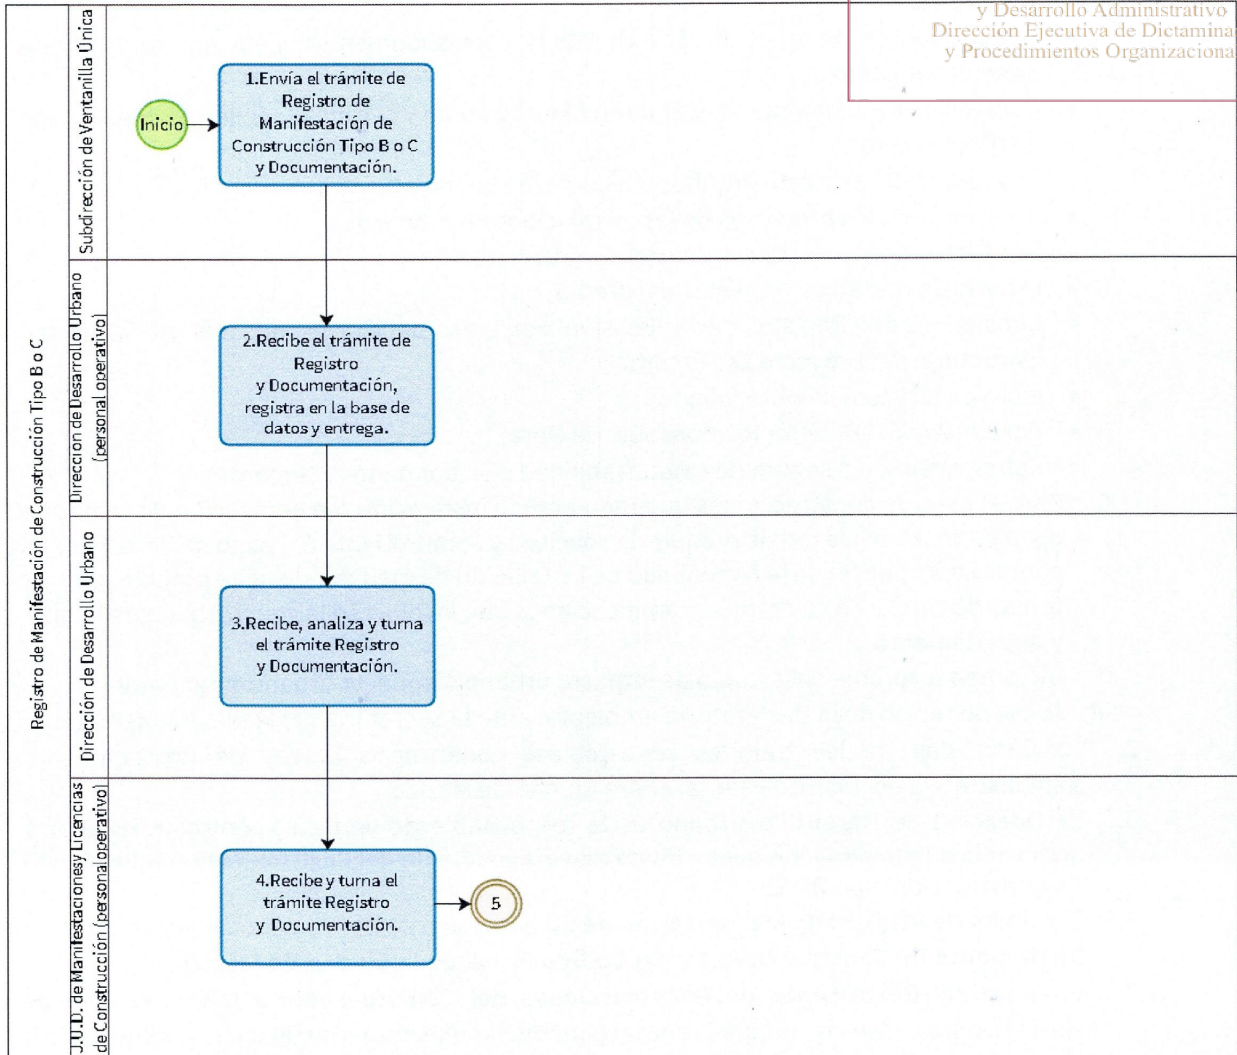 y Desarrollo Administrativo
Dirección Ejecutiva de Dictamina
y Procedimientos Organizaciona
Registro de Manifestación de Construcción Tipo B o C
Subdirección de Ventanilla Única
Inicio
1.Envía el trámite de
Registro de
Manifestación de
Construcción Tipo B o C
y Documentación.
Direccion de Desarrollo Urbano
(personal operativo)
2.Recibe el trámite de
Registro
y Documentación,
registra en la base de
datos y entrega.
Dirección de Desarrollo Urbano
3.Recibe, analiza y turna
el trámite Registro
y Documentación.
J.U.D. de Manifestacionesy Licencias
de Construcción (personal operativo)
4.Recibe y turna el
trámite Registro
y Documentación.
5